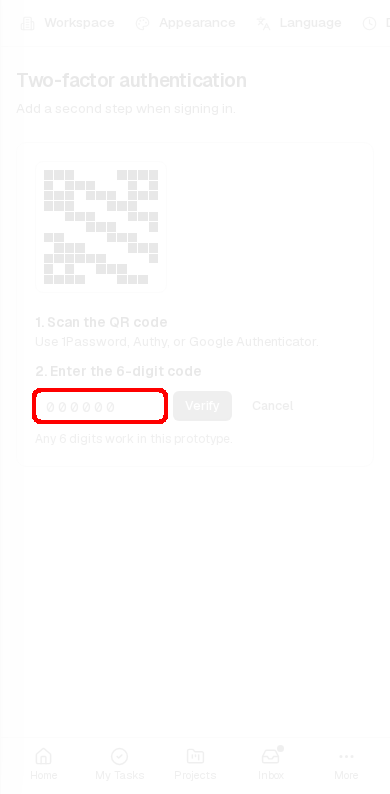 Workspace Appearance Language
Two-factor authentication
Add a second step when signing in.
1. Scan the QR code
Use 1Password, Authy, or Google Authenticator.
2. Enter the 6-digit code
000000 Verify Cancel
Any 6 digits work in this prototype.
Home My Tasks Projects Inbox More